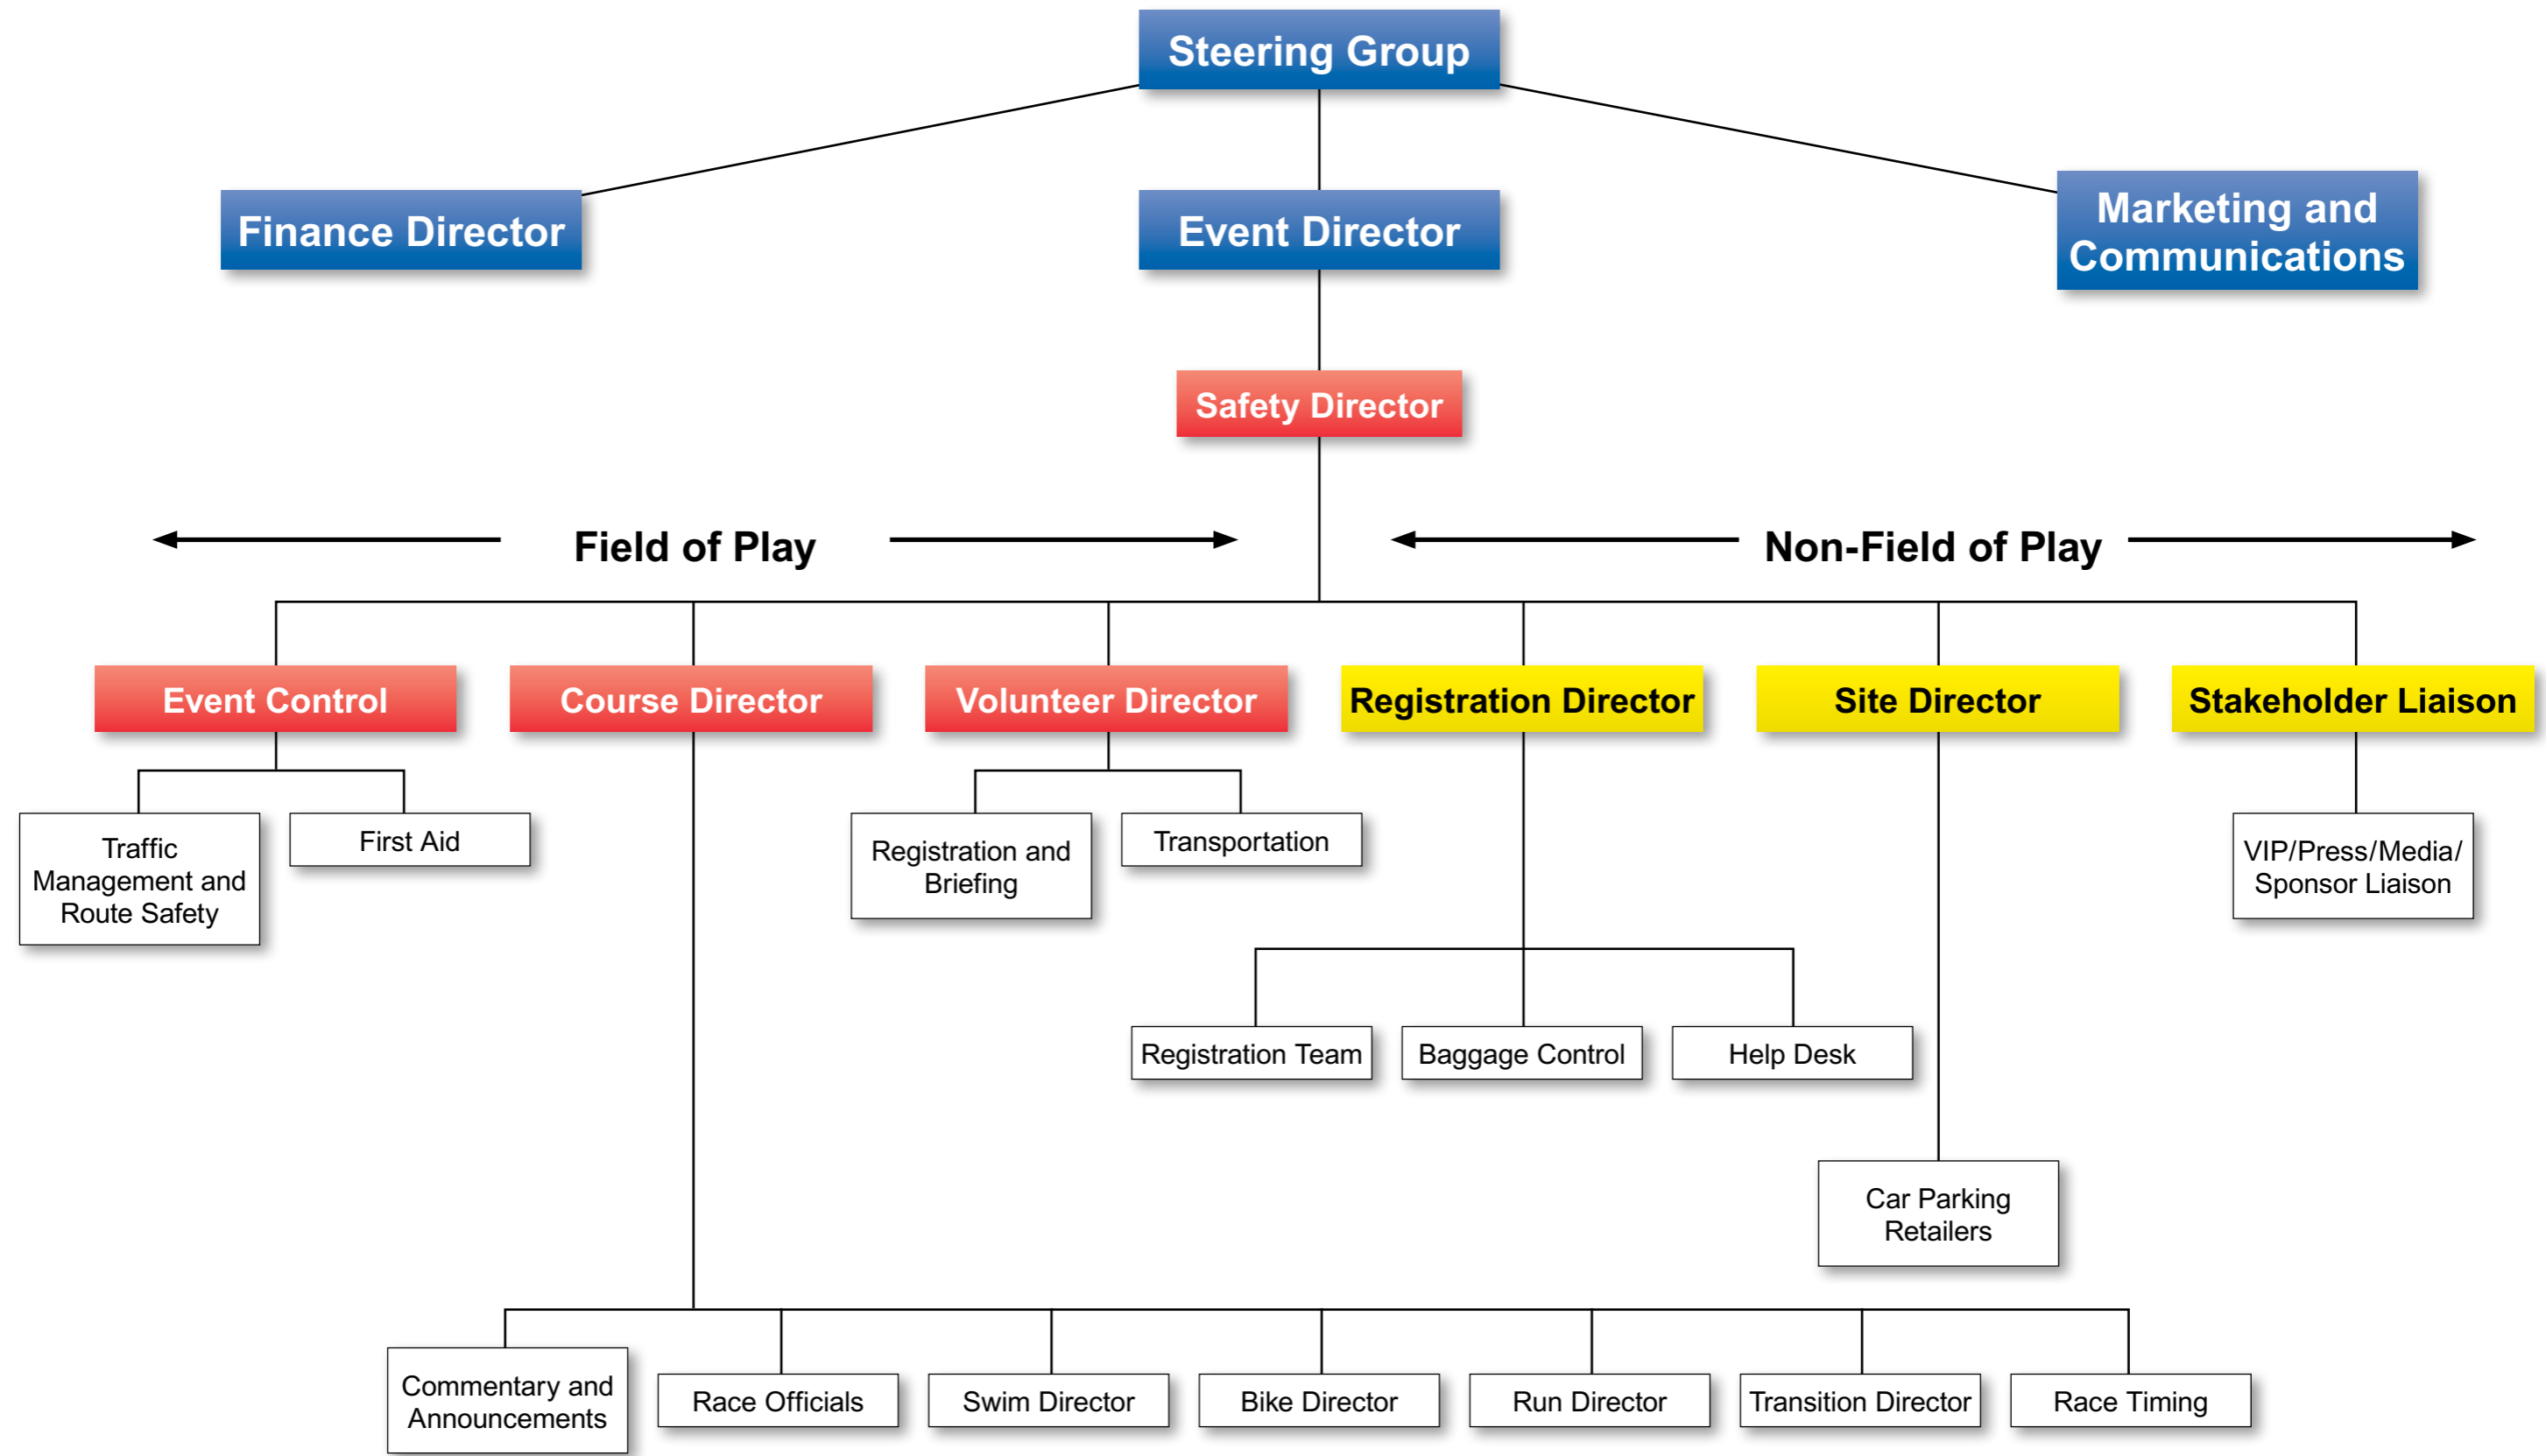 Steering Group
Finance Director
Event Director
Marketing and
Communications
Safety Director
Field of Play
Non-Field of Play
Event Control
Course Director
Volunteer Director
Registration Director
Site Director
Stakeholder Liaison
Traffic
Management and
Route Safety
First Aid
Registration and
Briefing
Transportation
VIP/Press/Media/
Sponsor Liaison
Registration Team
Baggage Control
Help Desk
Car Parking
Retailers
Commentary and
Announcements
Race Officials
Swim Director
Bike Director
Run Director
Transition Director
Race Timing